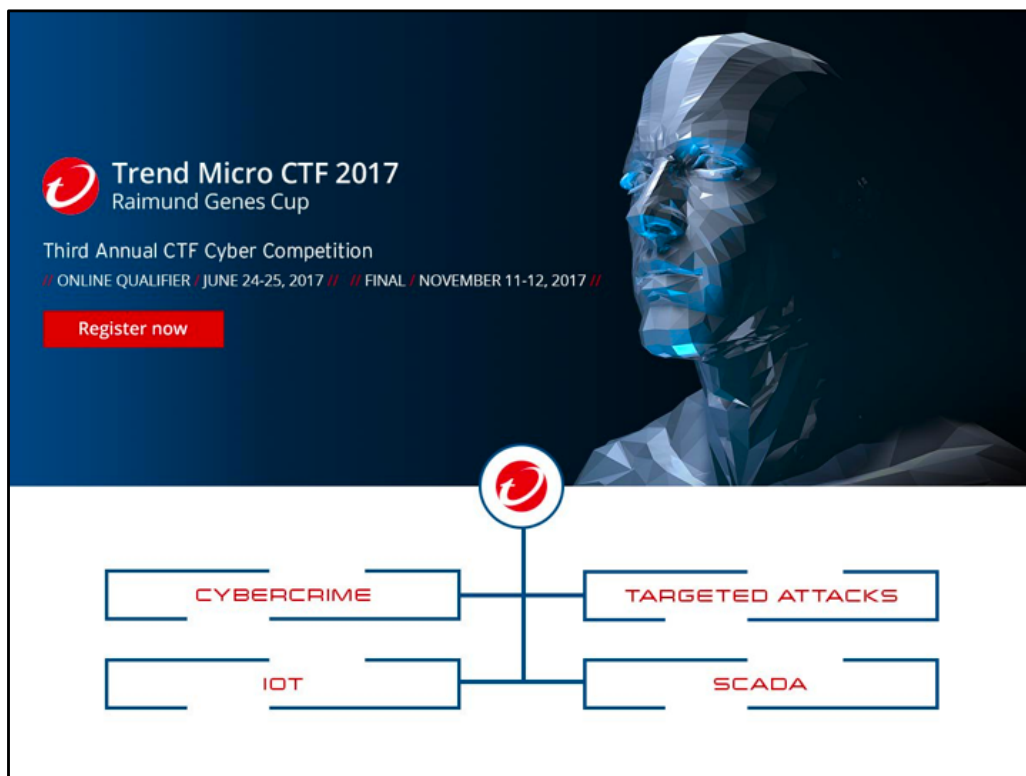 Trend Micro CTF 2017
Raimund Genes Cup
Third Annual CTF Cyber Competition
// ONLINE QUALIFIER / JUNE 24-25, 2017 // // FINAL / NOVEMBER 11-12, 2017 //
Register now
CYBERCRIME
TARGETED ATTACKS
IOT
SCADA